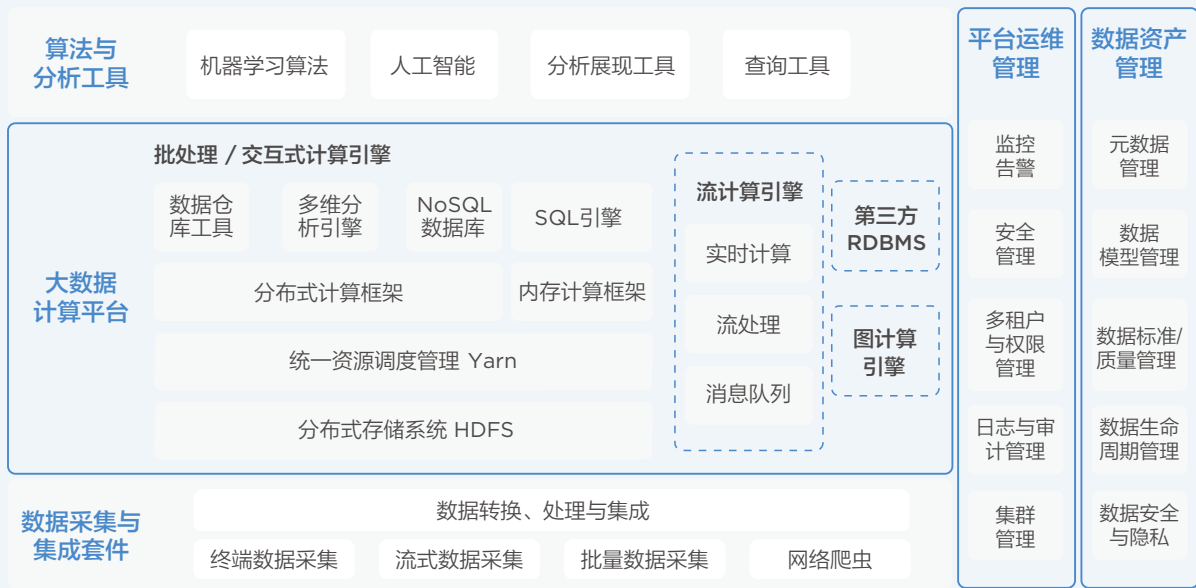 算法与
分析工具
机器学习算法
人工智能
分析展现工具
查询工具
大数据
计算平台
批处理 / 交互式计算引擎
数据仓
库工具
多维分
析引擎
NoSQL
数据库
SQL引擎
分布式计算框架
内存计算框架
统一资源调度管理 Yarn
分布式存储系统 HDFS
流计算引擎
实时计算
流处理
消息队列
第三方
RDBMS
图计算
引擎
数据采集与
集成套件
数据转换、处理与集成
终端数据采集
流式数据采集
批量数据采集
网络爬虫
平台运维
管理
监控
告警
安全
管理
多租户
与权限
管理
日志与审
计管理
集群
管理
数据资产
管理
元数据
管理
数据
模型管理
数据标准/
质量管理
数据生命
周期管理
数据安全
与隐私